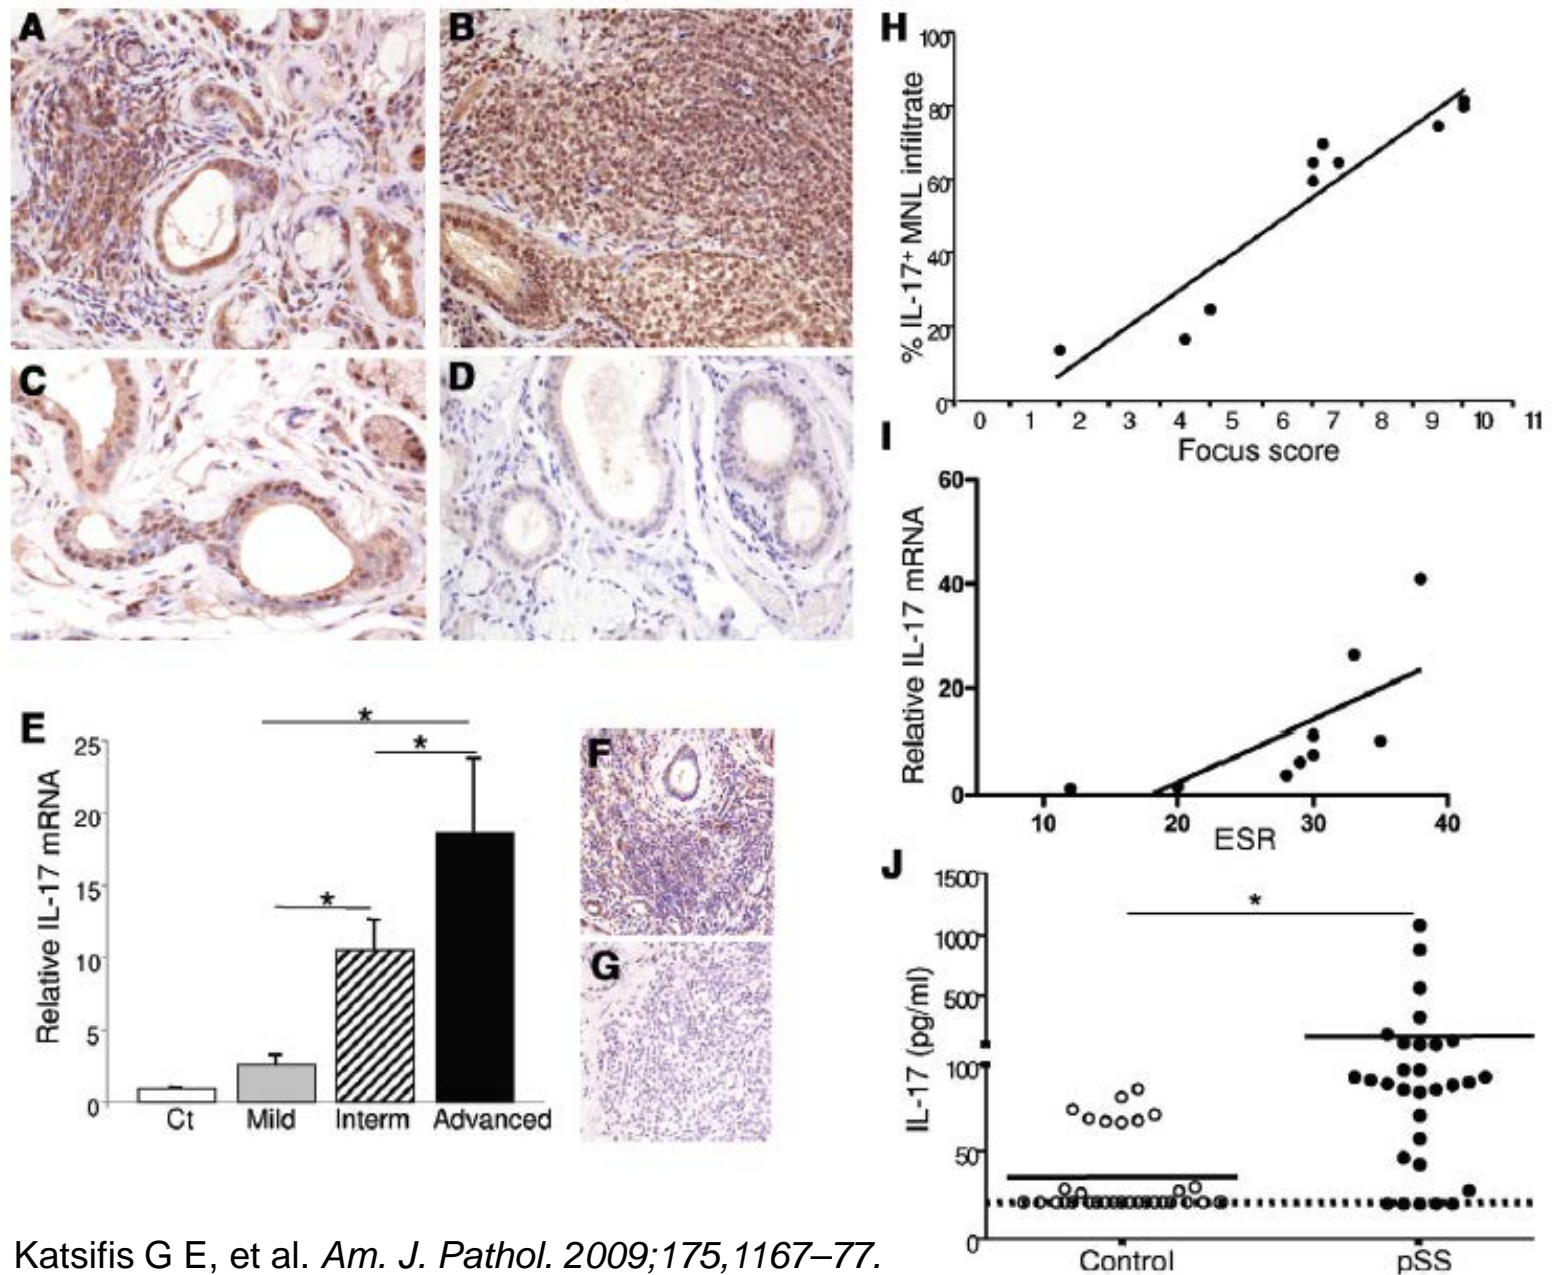 A
B
C
D
E
*
*
*
25
20
15
10
5
0
Relative IL-17 mRNA
Ct Mild Interm Advanced
F
G
H
100
80
60
40
20
0
% IL-17+ MNL infiltrate
0 1 2 3 4 5 6 7 8 9 10 11
Focus score
I
60
40
20
0
Relative IL-17 mRNA
10 20 30 40
ESR
J
*
1500
1000
500
100
50
0
IL-17 (pg/ml)
Control pSS
Katsifis G E, et al. Am. J. Pathol. 2009;175,1167–77.